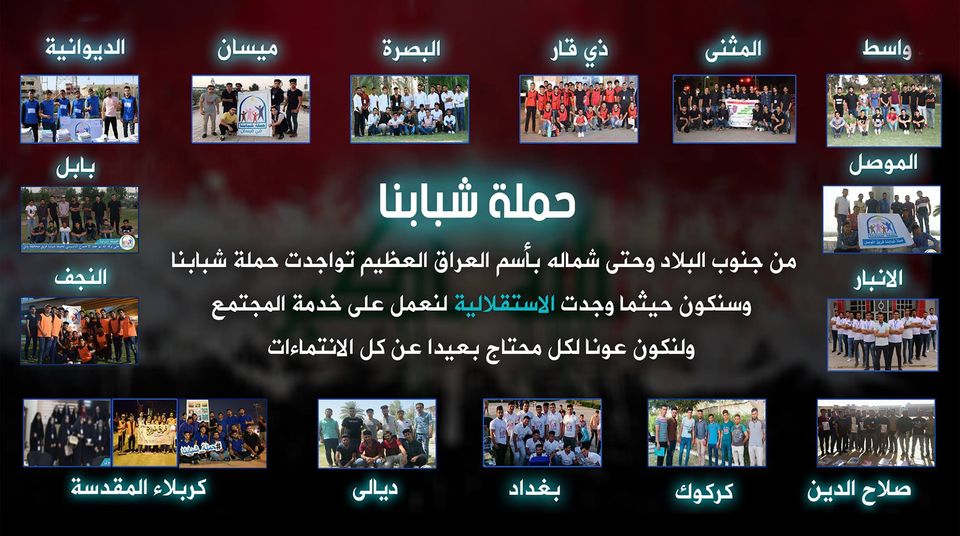 واسط
المثنى
ذي قار
البصرة
ميسان
الديوانية
الموصل
بابل
حملة شبابنا
من جنوب البلاد وحتى شماله بأسم العراق العظيم تواجدت حملة شبابنا
الانبار
النجف
وسنكون حيثما وجدت الاستقلالية لنعمل على خدمة المجتمع
ولنكون عونا لكل محتاج بعيدا عن كل الانتماءات
صلاح الدين
كركوك
بغداد
ديالى
كربلاء المقدسة